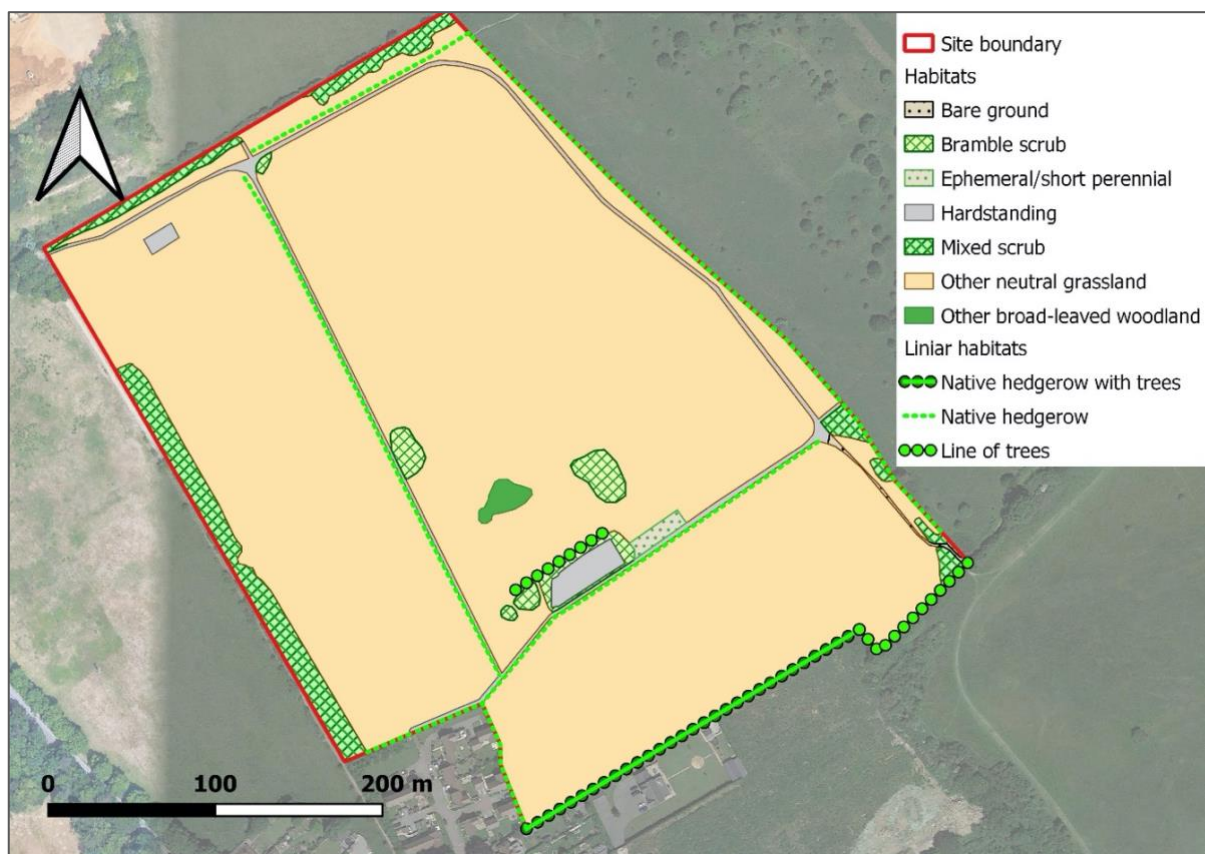 Site boundary
Habitats
Bare ground
Bramble scrub
Ephemeral/short perennial
Hardstanding
Mixed scrub
Other neutral grassland
Other broad-leaved woodland
Liniar habitats
Native hedgerow with trees
Native hedgerow
Line of trees
0 100 200 m